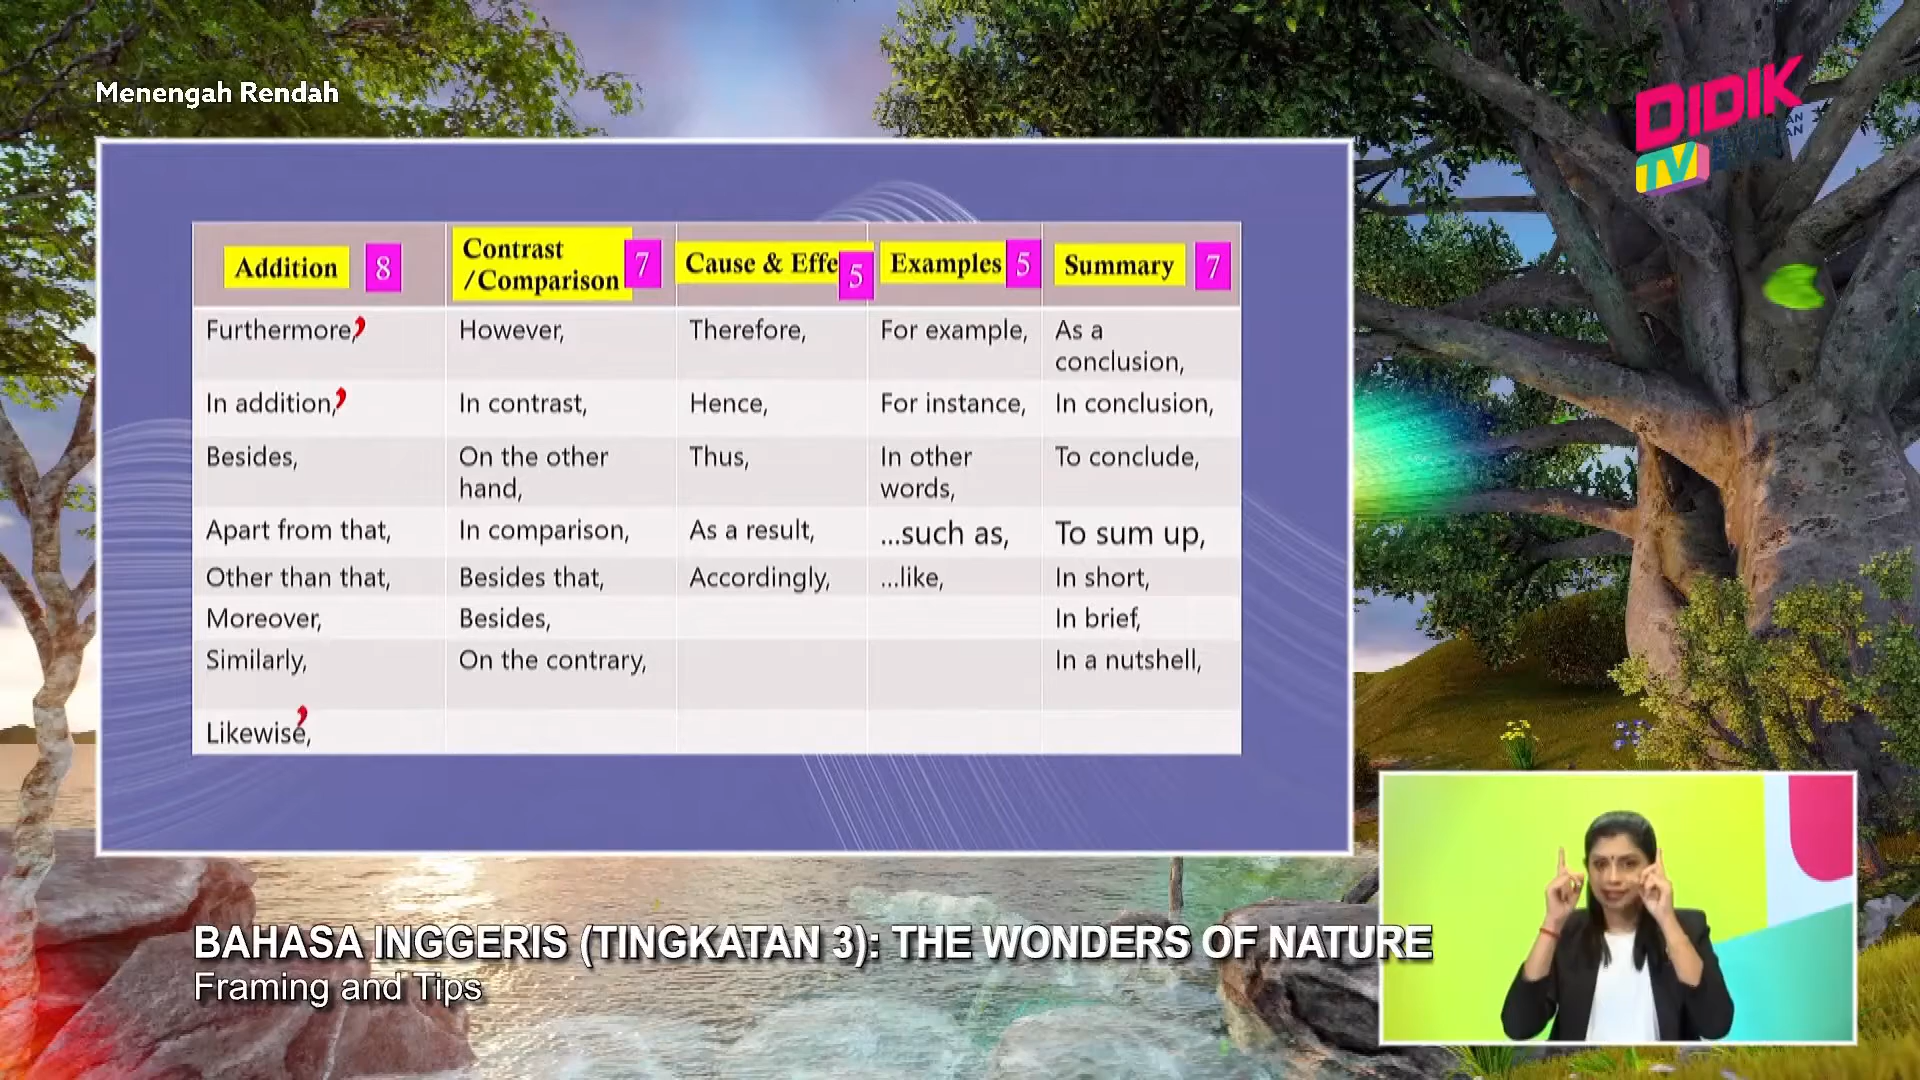 Menengah Rendah
DIDIK
TV
Addition 8
Contrast
/Comparison 7
Cause & Effe 5
Examples 5
Summary 7
Furthermore,
However,
Therefore,
For example,
As a
conclusion,
In addition,
In contrast,
Hence,
For instance,
In conclusion,
Besides,
On the other
hand,
Thus,
In other
words,
To conclude,
Apart from that,
In comparison,
As a result,
...such as,
To sum up,
Other than that,
Besides that,
Accordingly,
...like,
In short,
Moreover,
Besides,
In brief,
Similarly,
On the contrary,
In a nutshell,
Likewise,
BAHASA INGGERIS (TINGKATAN 3): THE WONDERS OF NATURE
Framing and Tips